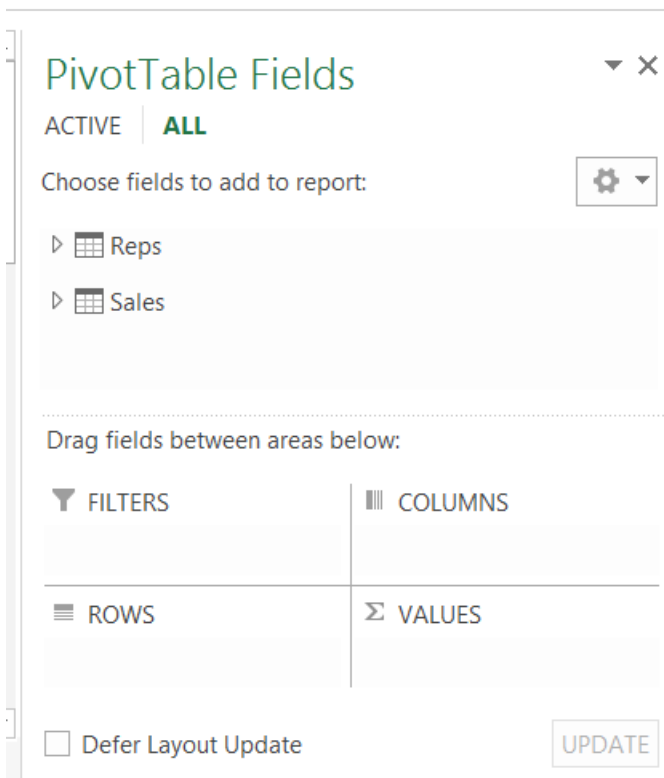 PivotTable Fields
ACTIVE ALL
Choose fields to add to report:
Reps
Sales
Drag fields between areas below:
FILTERS COLUMNS
ROWS Σ VALUES
Defer Layout Update UPDATE